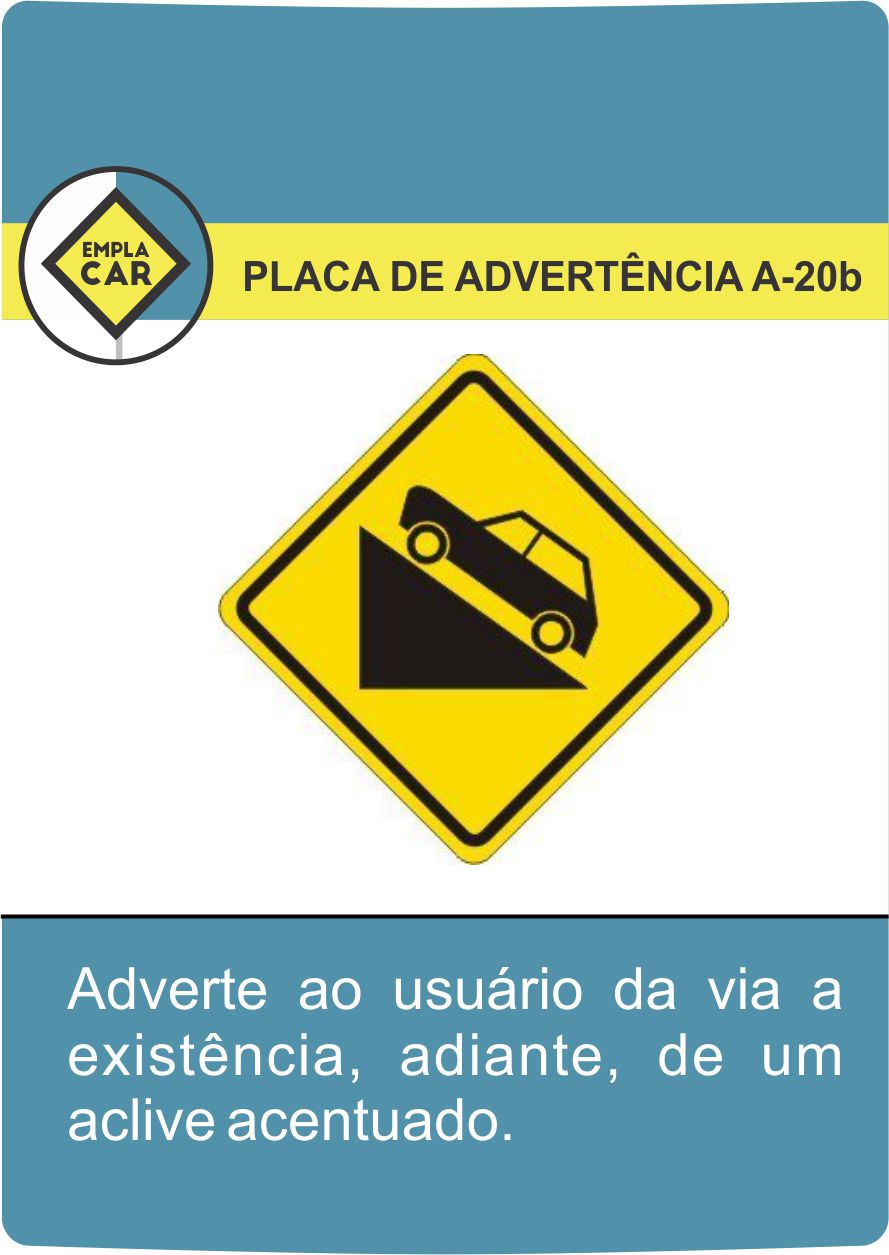 EMPLA
CAR
PLACA DE ADVERTÊNCIA A-20b
Adverte ao usuário da via a
existência, adiante, de um
aclive acentuado.